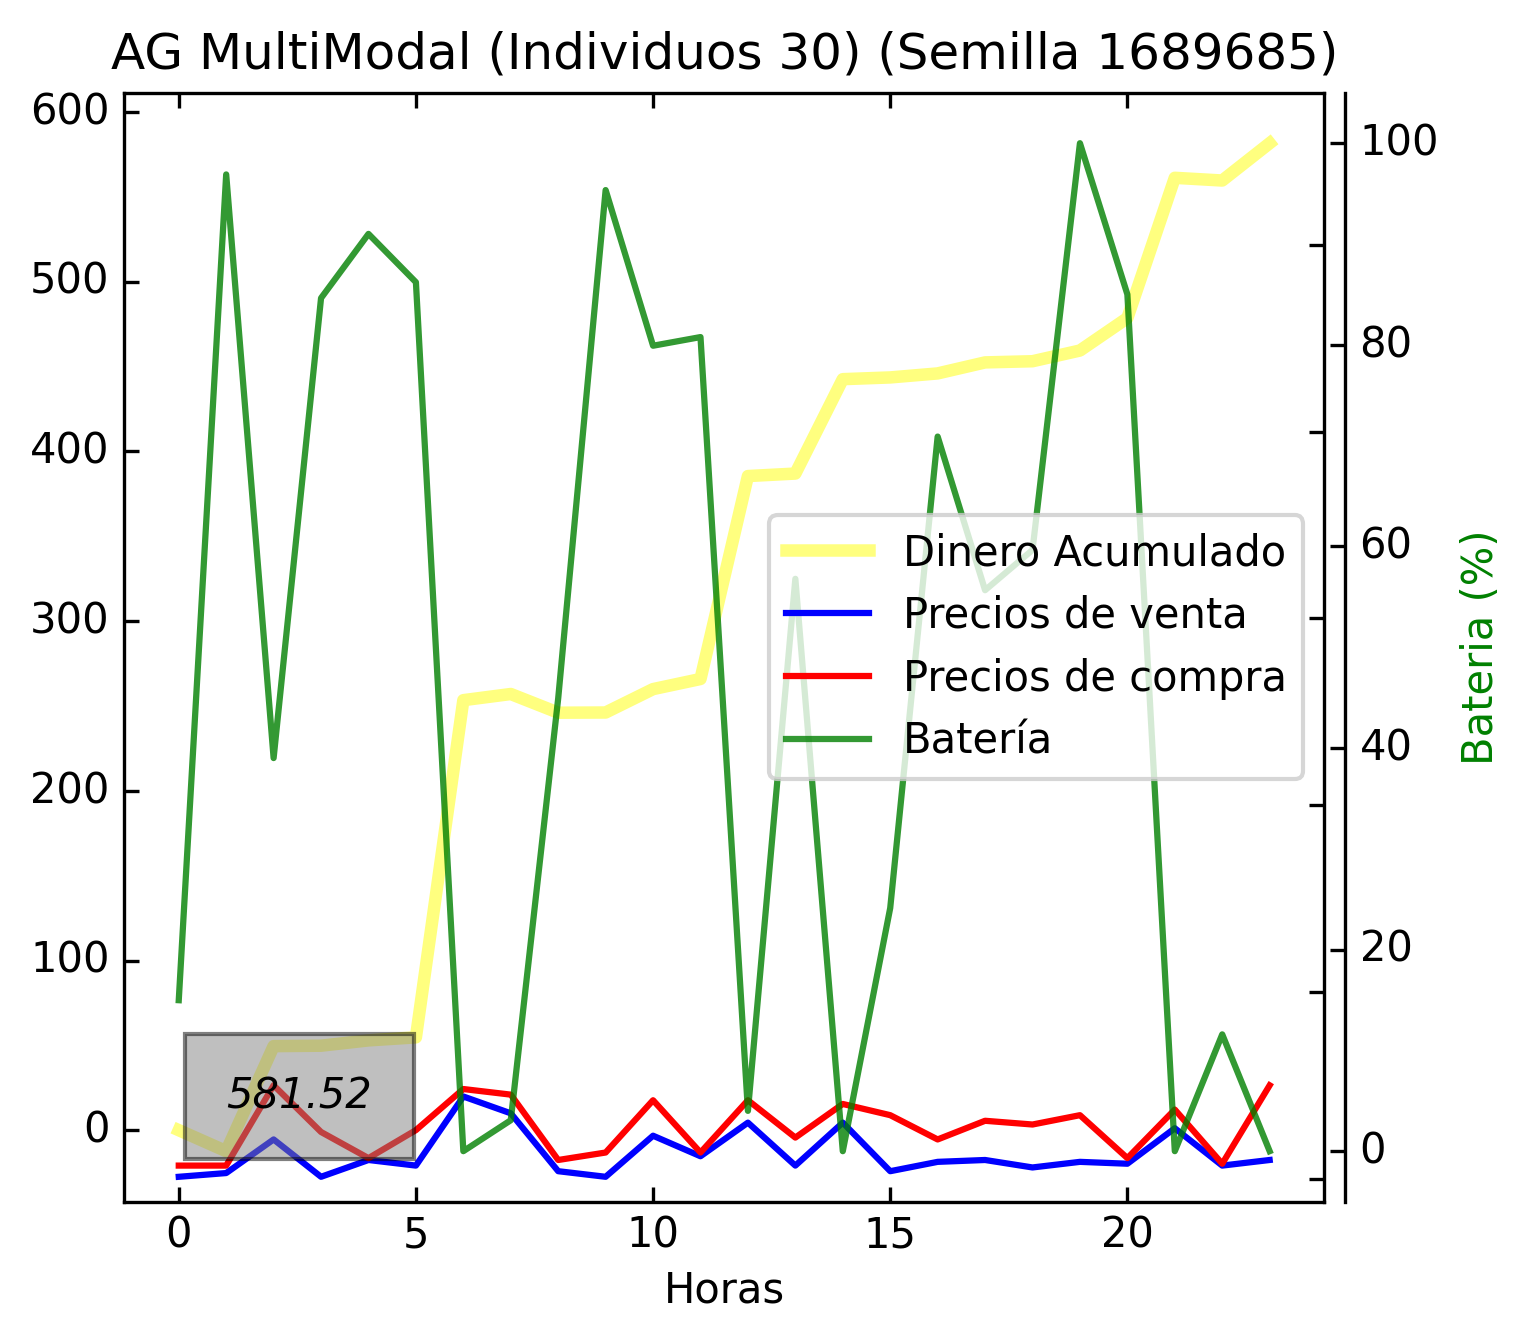 AG MultiModal (Individuos 30) (Semilla 1689685)
600
500
400
300
200
100
0
100
80
60
40
20
0
Bateria (%)
Dinero Acumulado
Precios de venta
Precios de compra
Batería
581.52
0 5 10 15 20
Horas